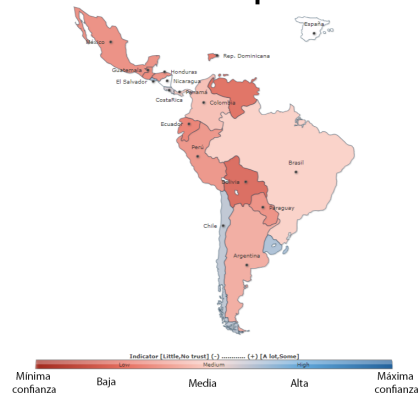 España
México
Rep. Dominicana
Guatemala
Honduras
El Salvador
Nicaragua
CostaRica
Panamá
Colombia
Ecuador
Perú
Brasil
Bolivia
Paraguay
Chile
Argentina
Indicator [Little,No trust] (-) ............ (+) [A lot,Some]
Low Medium High
Mínima confianza Baja Media Alta Máxima confianza